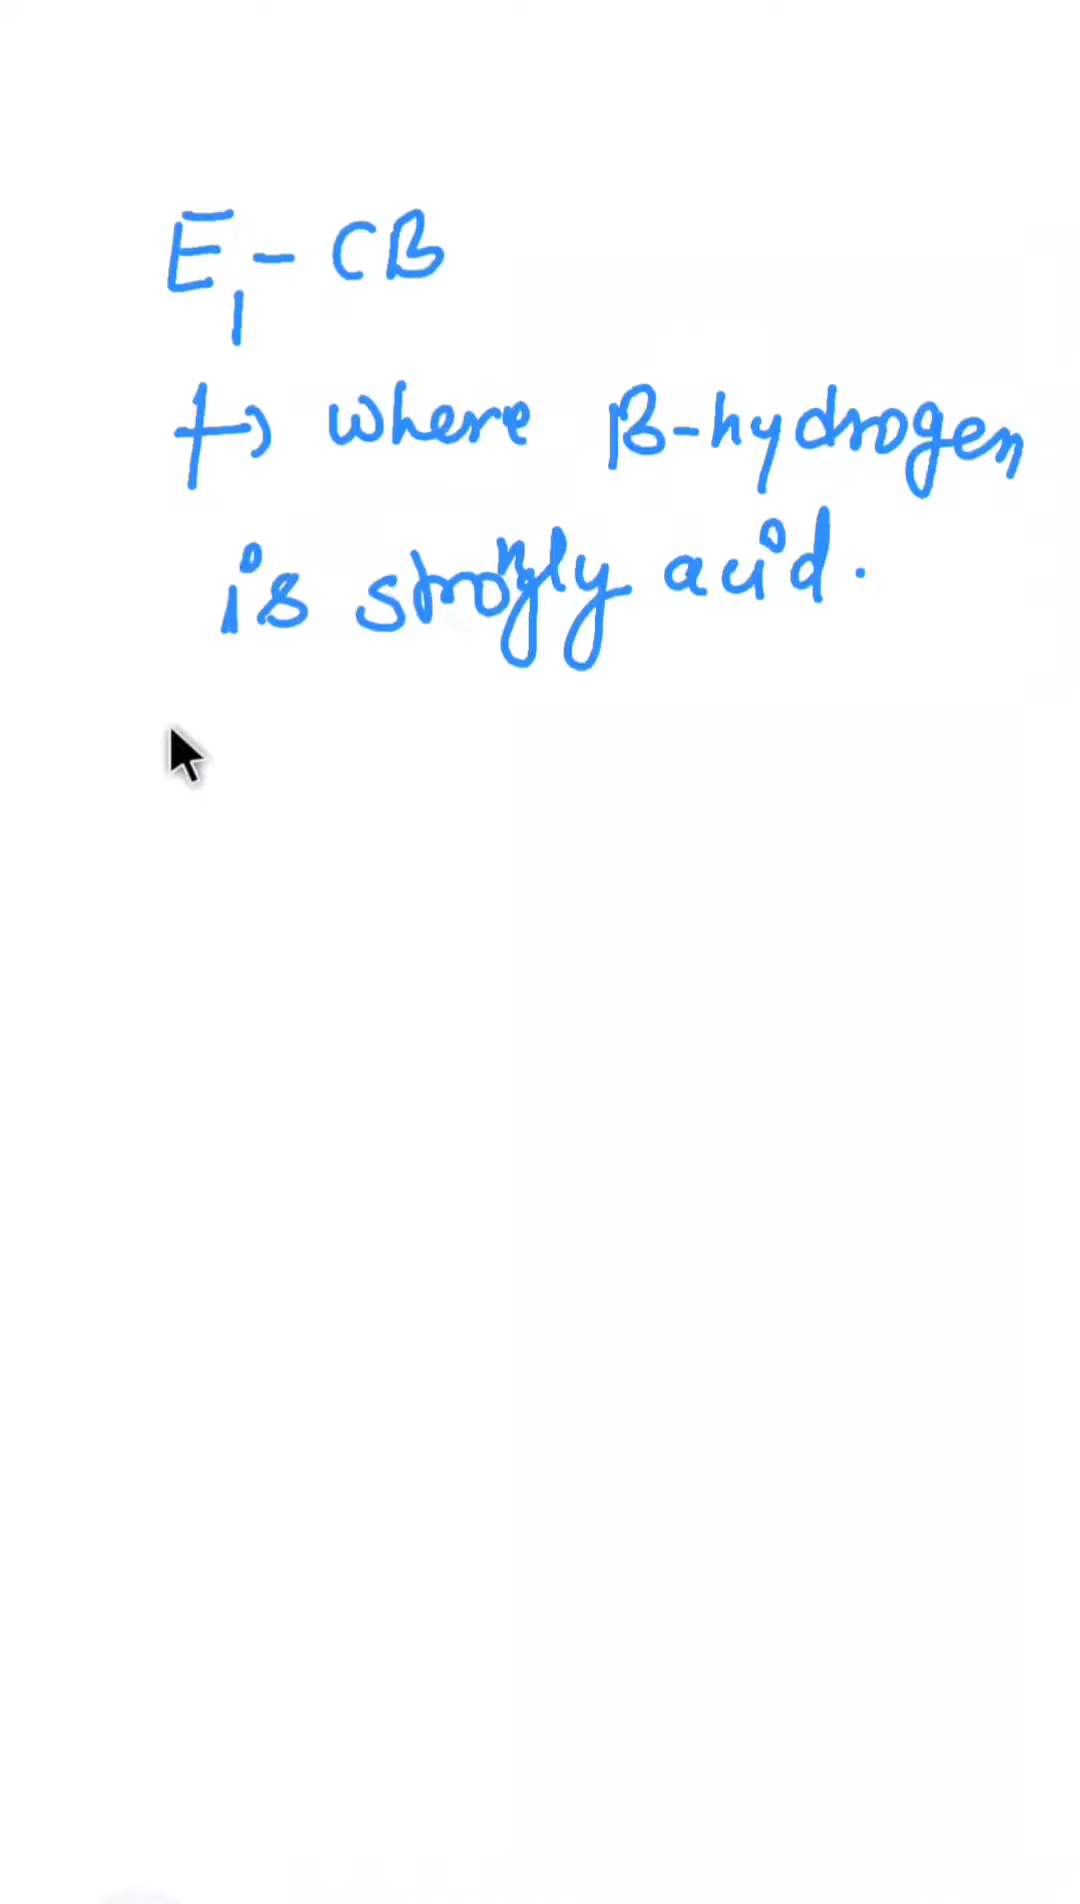 E₁ - CB
↦ where β-hydrogen
is strongly acid.